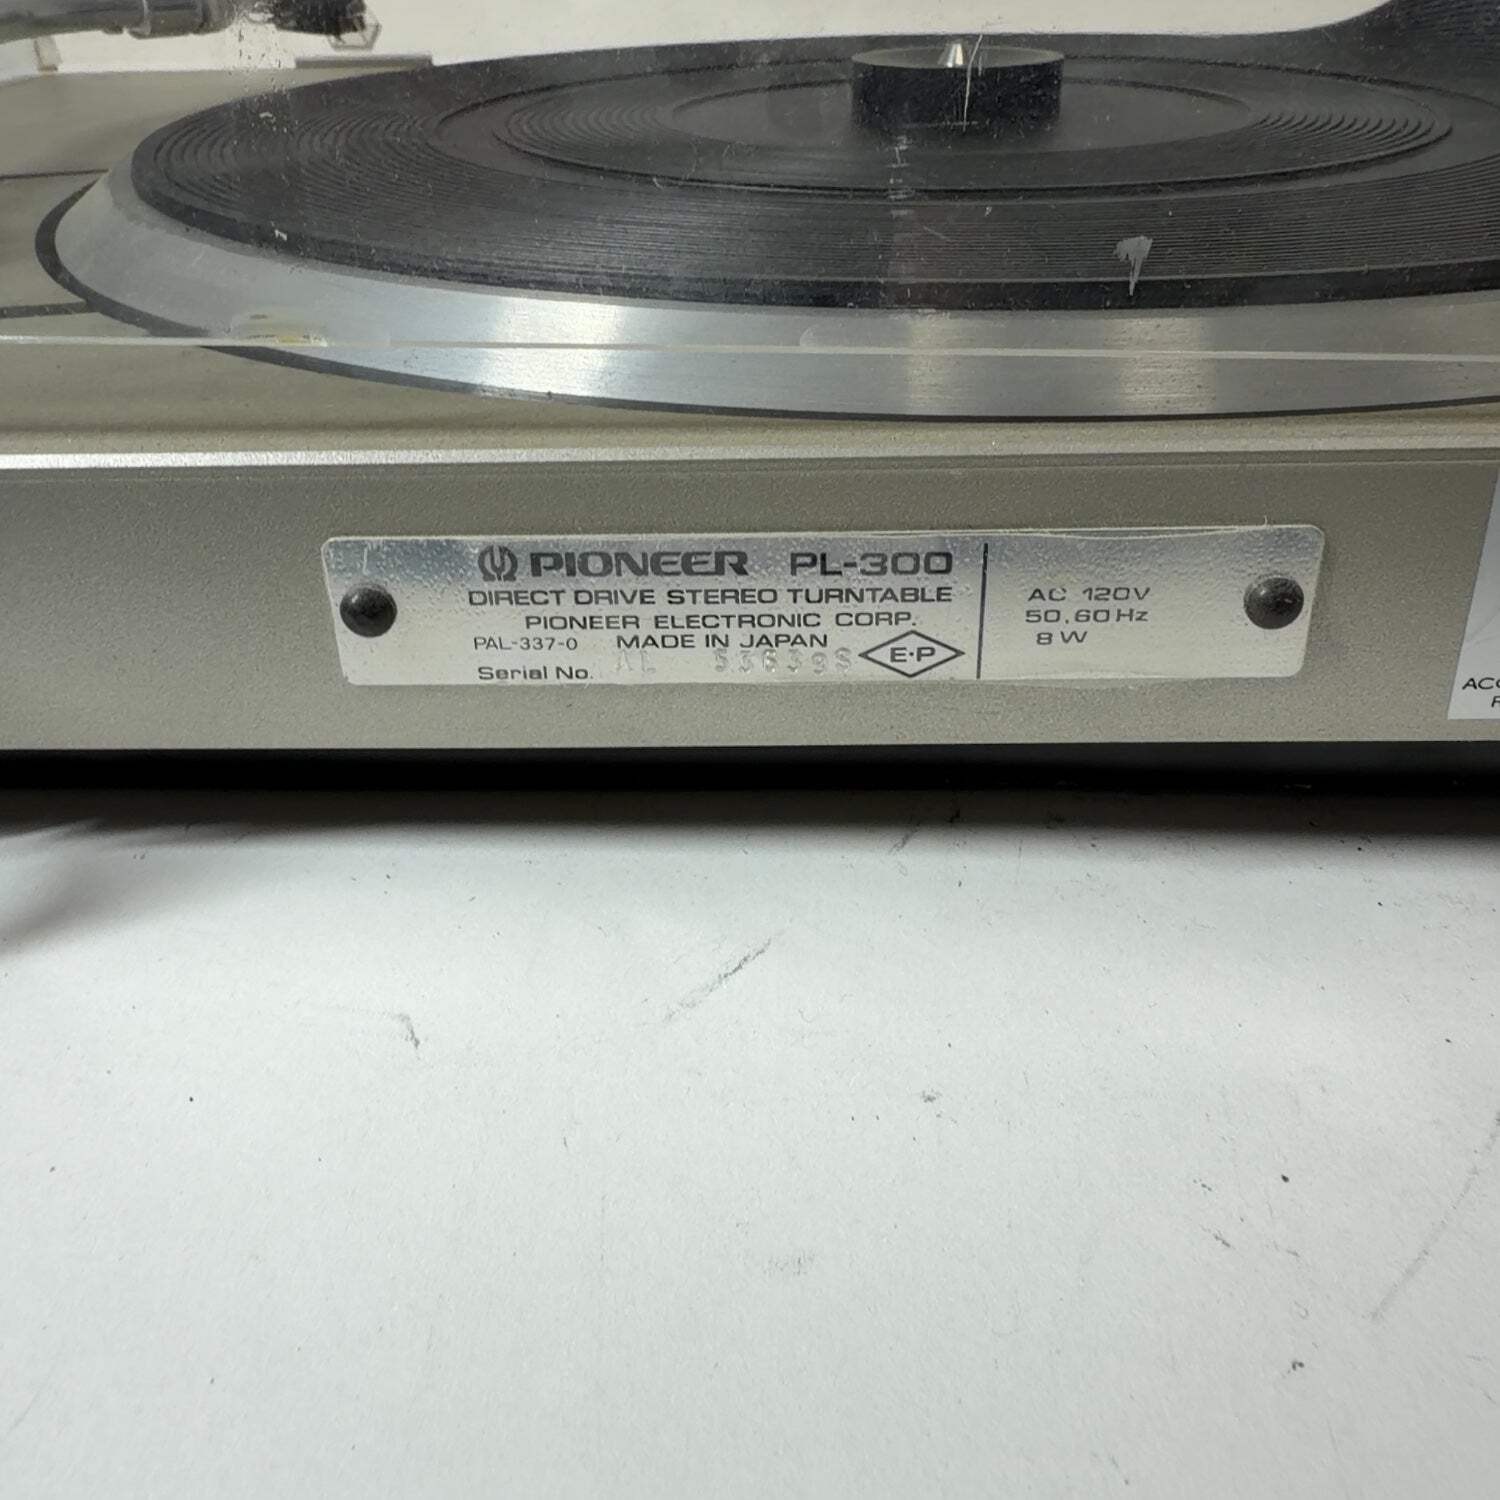 PIONEER PL-300
DIRECT DRIVE STEREO TURNTABLE
PIONEER ELECTRONIC CORP.
PAL-337-0 MADE IN JAPAN
Serial No.
E·P
AC 120V
50,60Hz
8W